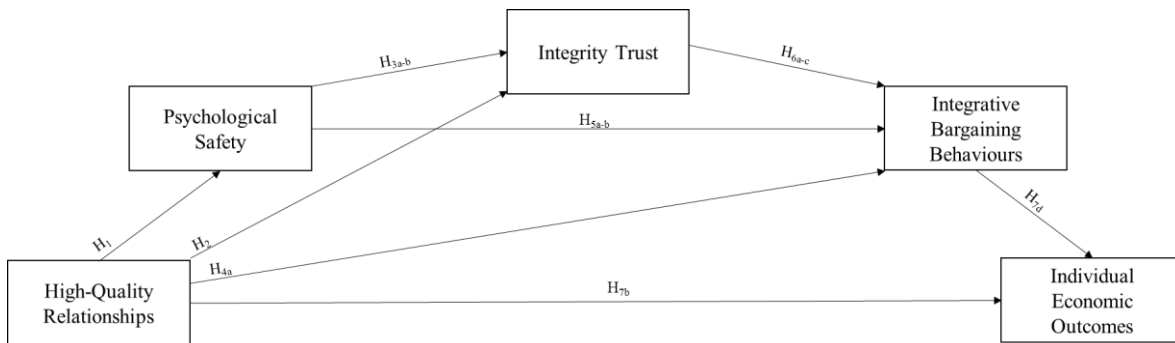 Integrity Trust
H3a-b
H6a-c
Psychological
Safety
Integrative
Bargaining
Behaviours
H5a-b
H1
H2
H4a
H7d
High-Quality
Relationships
H7b
Individual
Economic
Outcomes